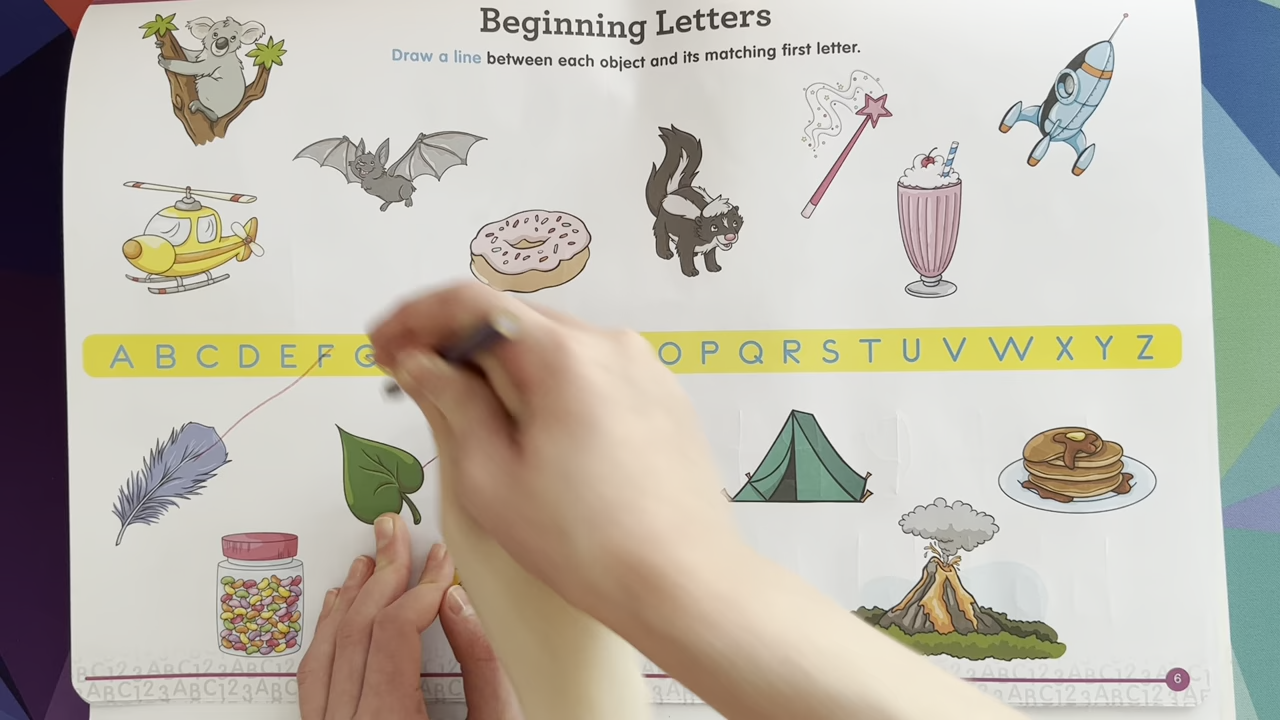 Beginning Letters
Draw a line between each object and its matching first letter.
A B C D E F G O P Q R S T U V W X Y Z
6